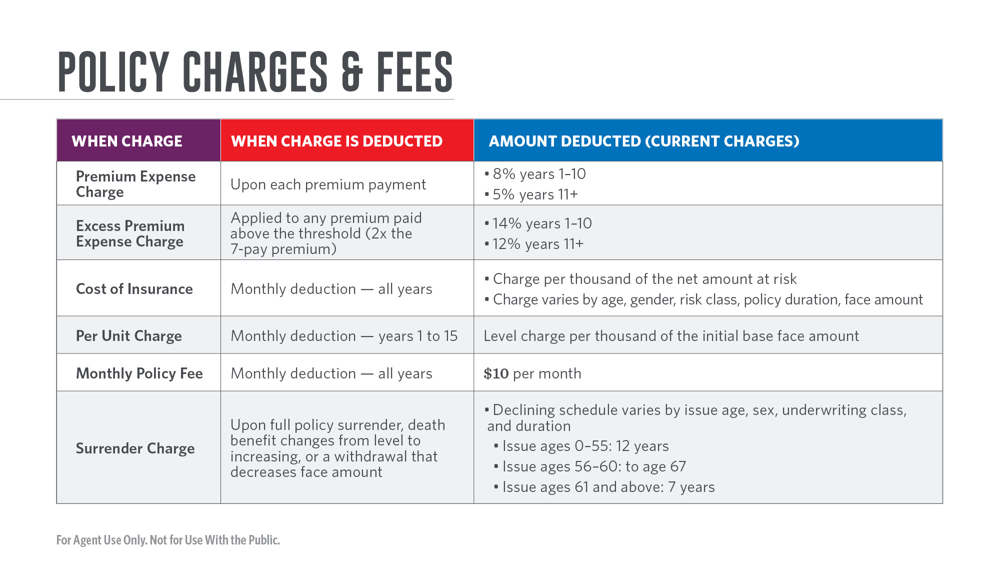 POLICY CHARGES & FEES
WHEN CHARGE
WHEN CHARGE IS DEDUCTED
AMOUNT DEDUCTED (CURRENT CHARGES)
Premium Expense
Charge
Upon each premium payment
• 8% years 1–10
• 5% years 11+
Excess Premium
Expense Charge
Applied to any premium paid
above the threshold (2x the
7-pay premium)
• 14% years 1–10
• 12% years 11+
Cost of Insurance
Monthly deduction — all years
• Charge per thousand of the net amount at risk
• Charge varies by age, gender, risk class, policy duration, face amount
Per Unit Charge
Monthly deduction — years 1 to 15
Level charge per thousand of the initial base face amount
Monthly Policy Fee
Monthly deduction — all years
$10 per month
Surrender Charge
Upon full policy surrender, death
benefit changes from level to
increasing, or a withdrawal that
decreases face amount
• Declining schedule varies by issue age, sex, underwriting class,
and duration
• Issue ages 0–55: 12 years
• Issue ages 56–60: to age 67
• Issue ages 61 and above: 7 years
For Agent Use Only. Not for Use With the Public.